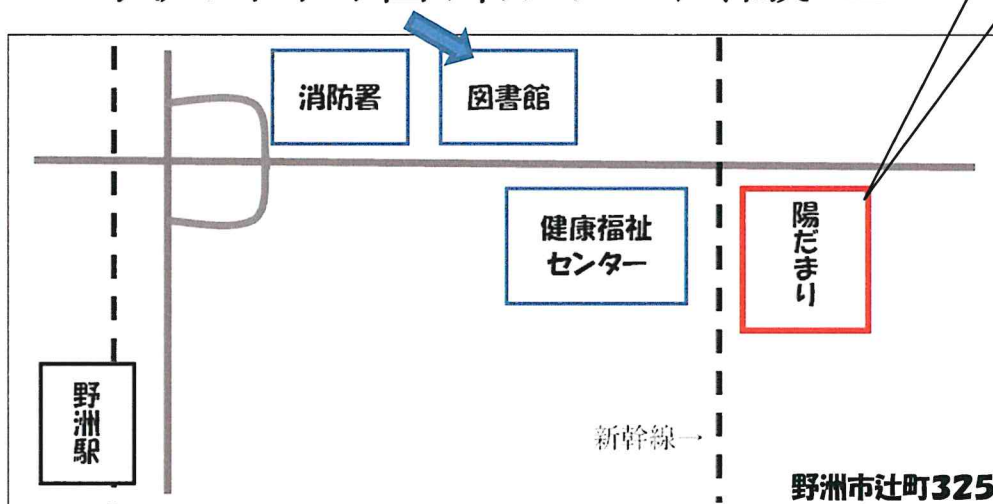 消防署
図書館
健康福祉
センター
陽だまり
野洲駅
新幹線→
野洲市辻町325